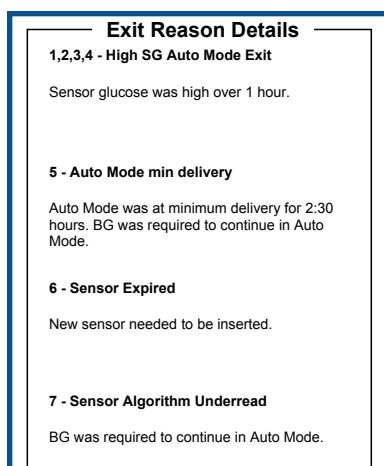 Exit Reason Details
1,2,3,4 - High SG Auto Mode Exit
Sensor glucose was high over 1 hour.
5 - Auto Mode min delivery
Auto Mode was at minimum delivery for 2:30
hours. BG was required to continue in Auto
Mode.
6 - Sensor Expired
New sensor needed to be inserted.
7 - Sensor Algorithm Underread
BG was required to continue in Auto Mode.